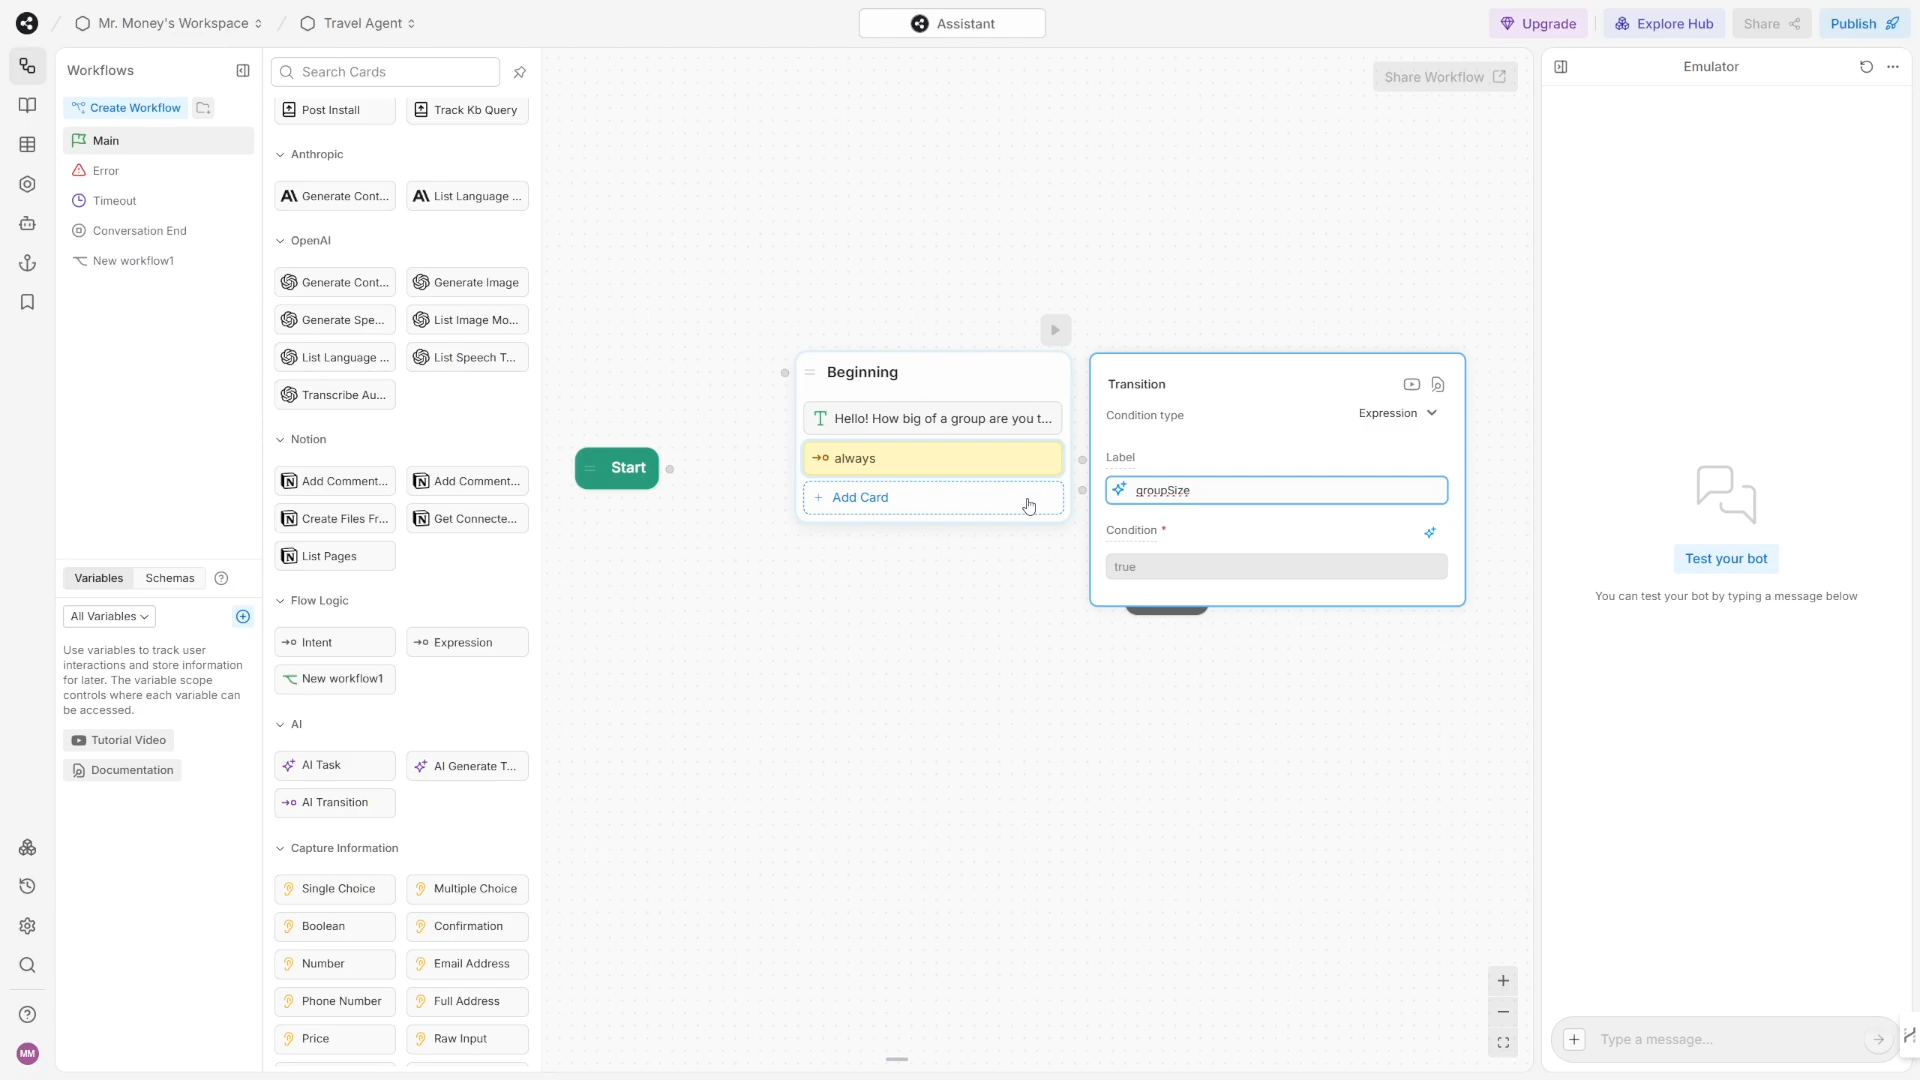 Mr. Money's Workspace
Travel Agent
Assistant
Upgrade
Explore Hub
Share
Publish
Workflows
Create Workflow
Main
Error
Timeout
Conversation End
New workflow1
Variables
Schemas
All Variables
Use variables to track user
interactions and store information
for later. The variable scope
controls where each variable can
be accessed.
Tutorial Video
Documentation
MM
Search Cards
Post Install
Track Kb Query
Anthropic
Generate Cont...
List Language ...
OpenAI
Generate Cont...
Generate Image
Generate Spe...
List Image Mo...
List Language ...
List Speech T...
Transcribe Au...
Notion
Add Comment...
Add Comment...
Create Files Fr...
Get Connecte...
List Pages
Flow Logic
Intent
Expression
New workflow1
AI
AI Task
AI Generate T...
AI Transition
Capture Information
Single Choice
Multiple Choice
Boolean
Confirmation
Number
Email Address
Phone Number
Full Address
Price
Raw Input
Share Workflow
Start
Beginning
Hello! How big of a group are you t...
always
Add Card
Transition
Condition type
Expression
Label
groupSize
Condition *
true
Emulator
Test your bot
You can test your bot by typing a message below
Type a message...